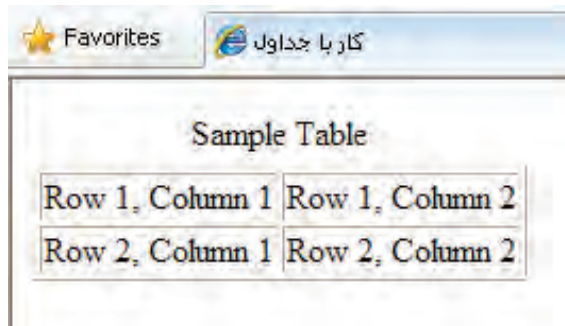 Favorites کار با جداول
Sample Table
Row 1, Column 1 Row 1, Column 2
Row 2, Column 1 Row 2, Column 2